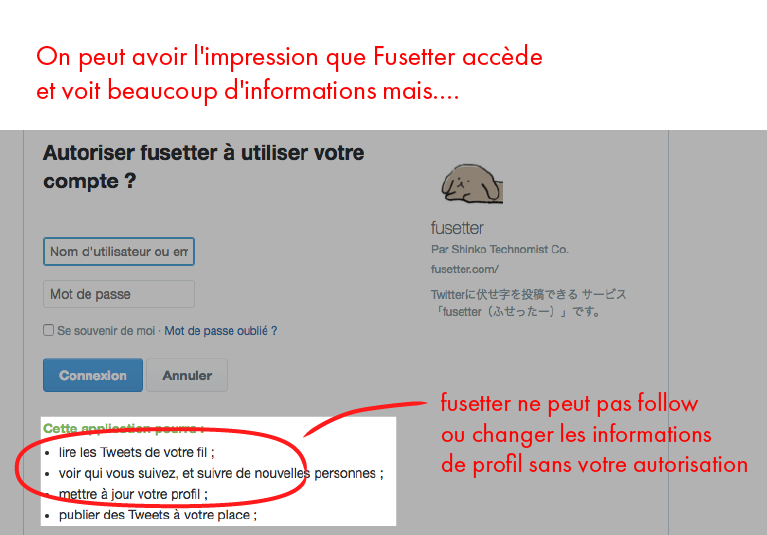 On peut avoir l'impression que Fusetter accède
et voit beaucoup d'informations mais....
Autoriser fusetter à utiliser votre
compte ?
Nom d'utilisateur ou em
Mot de passe
Se souvenir de moi · Mot de passe oublié ?
Connexion
Annuler
fusetter
Par Shinko Technomist Co.
fusetter.com/
Twitterに伏せ字を投稿できる サービス
「fusetter（ふせったー）」です。
Cette application pourra :
lire les Tweets de votre fil ;
voir qui vous suivez, et suivre de nouvelles personnes ;
mettre à jour votre profil ;
publier des Tweets à votre place ;
fusetter ne peut pas follow
ou changer les informations
de profil sans votre autorisation